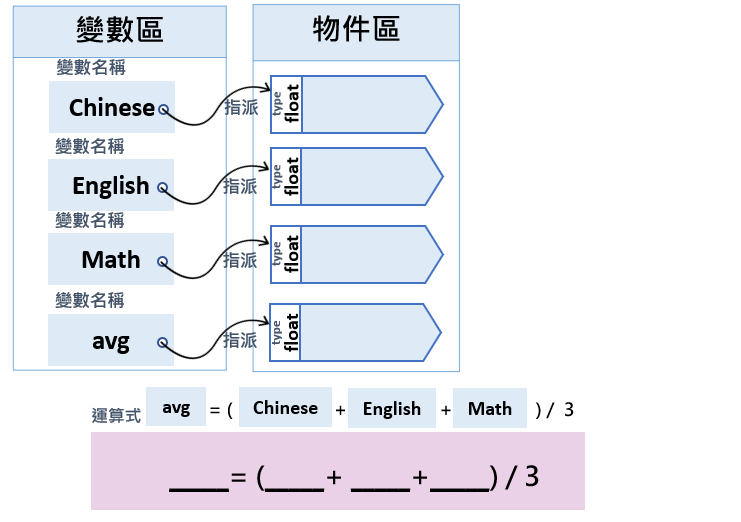 變數區
物件區
變數名稱
Chinese
指派
type
float
變數名稱
English
指派
type
float
變數名稱
Math
指派
type
float
變數名稱
avg
指派
type
float
運算式 avg = ( Chinese + English + Math ) / 3
____= (____+ ____+____) / 3